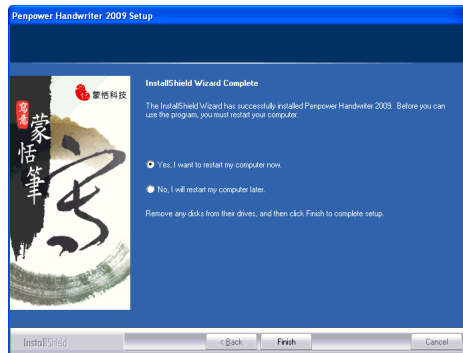 Penpower Handwriter 2009 Setup
蒙恬科技
寫意
蒙恬筆
写
InstallShield Wizard Complete
The InstallShield Wizard has successfully installed Penpower Handwriter 2009. Before you can
use the program, you must restart your computer.
Yes, I want to restart my computer now.
No, I will restart my computer later.
Remove any disks from their drives, and then click Finish to complete setup.
InstallShield
< Back
Finish
Cancel